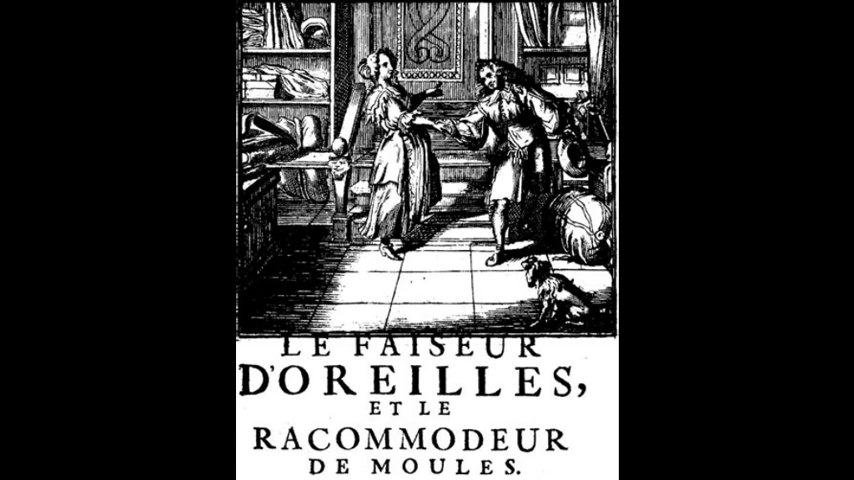 LE FAISEUR
D'OREILLES,
ET LE
RACOMMODEUR
DE MOULES.